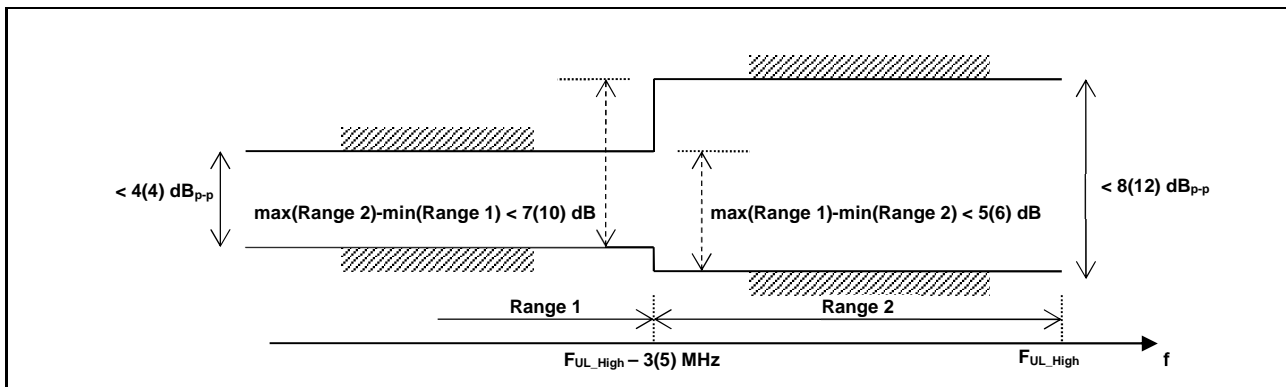 < 4(4) dBp-p
max(Range 2)-min(Range 1) < 7(10) dB
max(Range 1)-min(Range 2) < 5(6) dB
< 8(12) dBp-p
Range 1
Range 2
FUL_High – 3(5) MHz
FUL_High
f